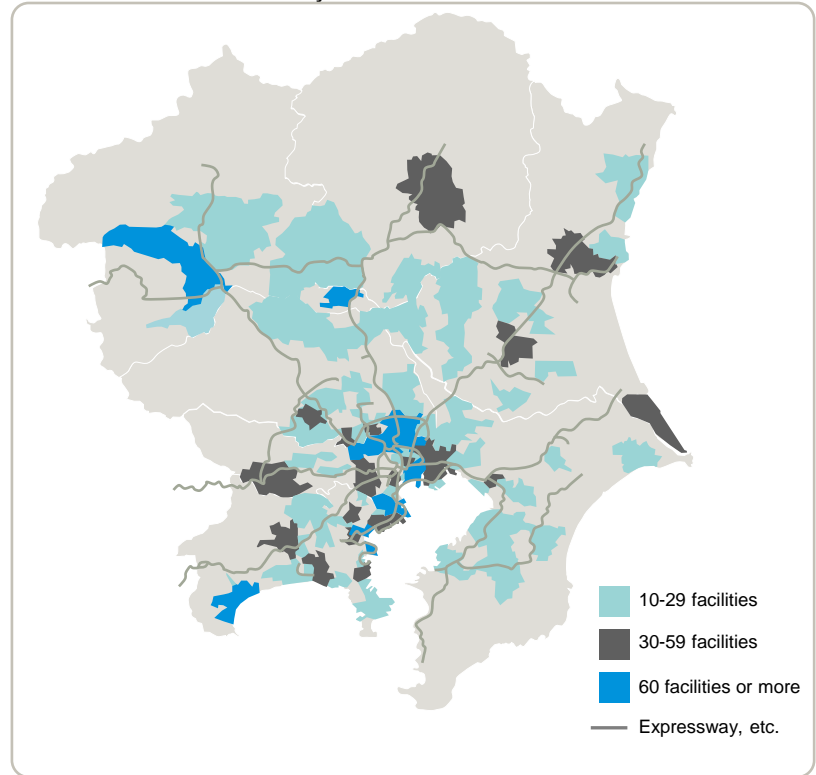 10-29 facilities
30-59 facilities
60 facilities or more
Expressway, etc.